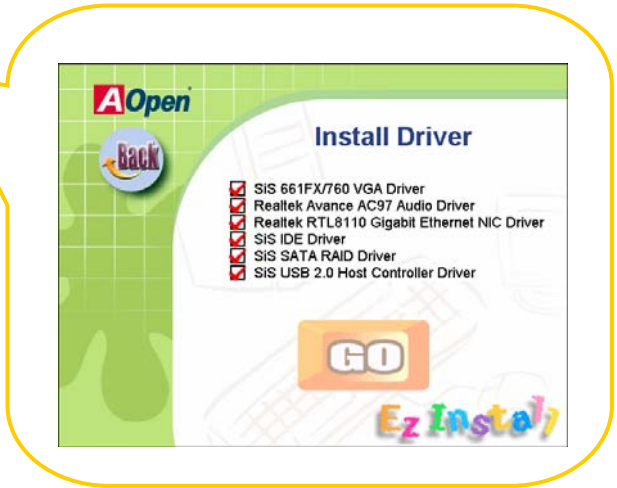 AOpen
Back
Install Driver
SiS 661FX/760 VGA Driver
Realtek Avance AC97 Audio Driver
Realtek RTL8110 Gigabit Ethernet NIC Driver
SiS IDE Driver
SiS SATA RAID Driver
SiS USB 2.0 Host Controller Driver
GO
Ez Install